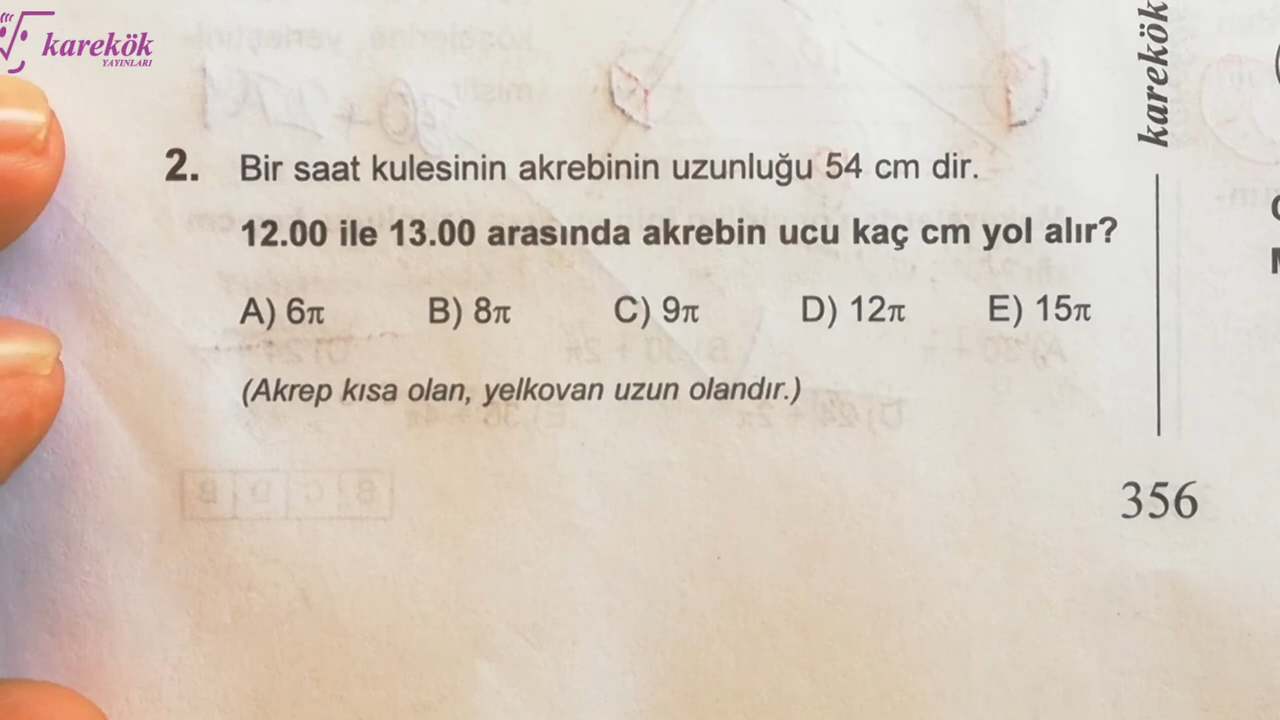 karekök
YAYINLARI
karekök
2. Bir saat kulesinin akrebinin uzunluğu 54 cm dir.
12.00 ile 13.00 arasında akrebin ucu kaç cm yol alır?
A) 6π B) 8π C) 9π D) 12π E) 15π
(Akrep kısa olan, yelkovan uzun olandır.)
356